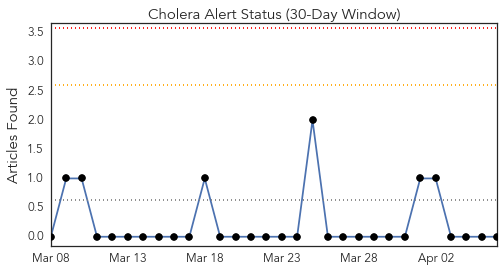 Cholera Alert Status (30-Day Window)
Articles Found
3.5
3.0
2.5
2.0
1.5
1.0
0.5
0.0
Mar 08 Mar 13 Mar 18 Mar 23 Mar 28 Apr 02